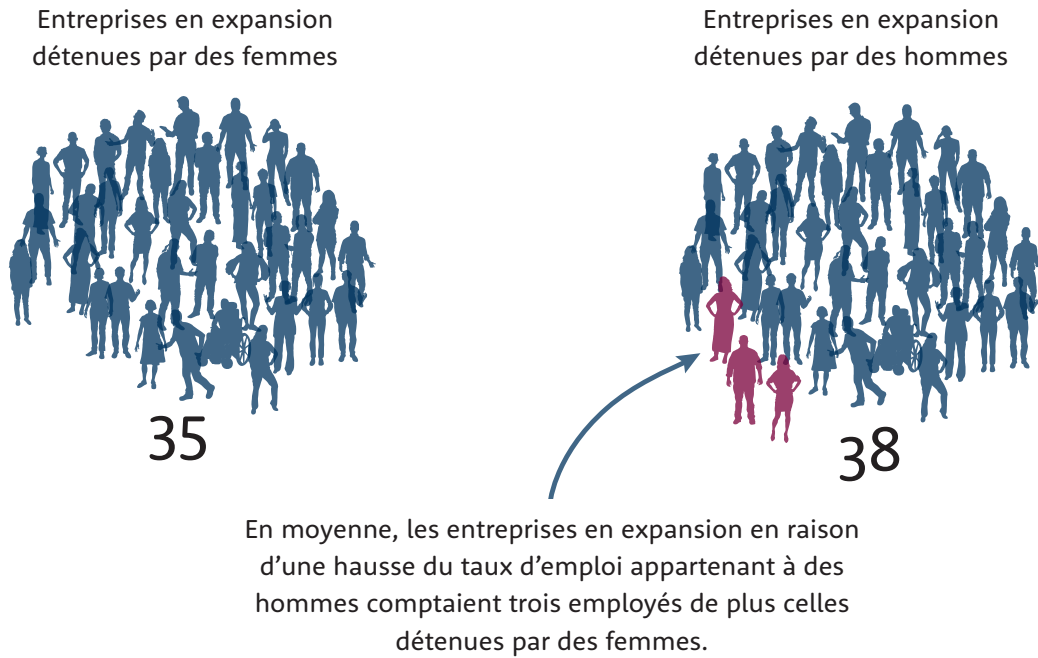 Entreprises en expansion
détenues par des femmes
Entreprises en expansion
détenues par des hommes
35
38
En moyenne, les entreprises en expansion en raison
d’une hausse du taux d’emploi appartenant à des
hommes comptaient trois employés de plus celles
détenues par des femmes.